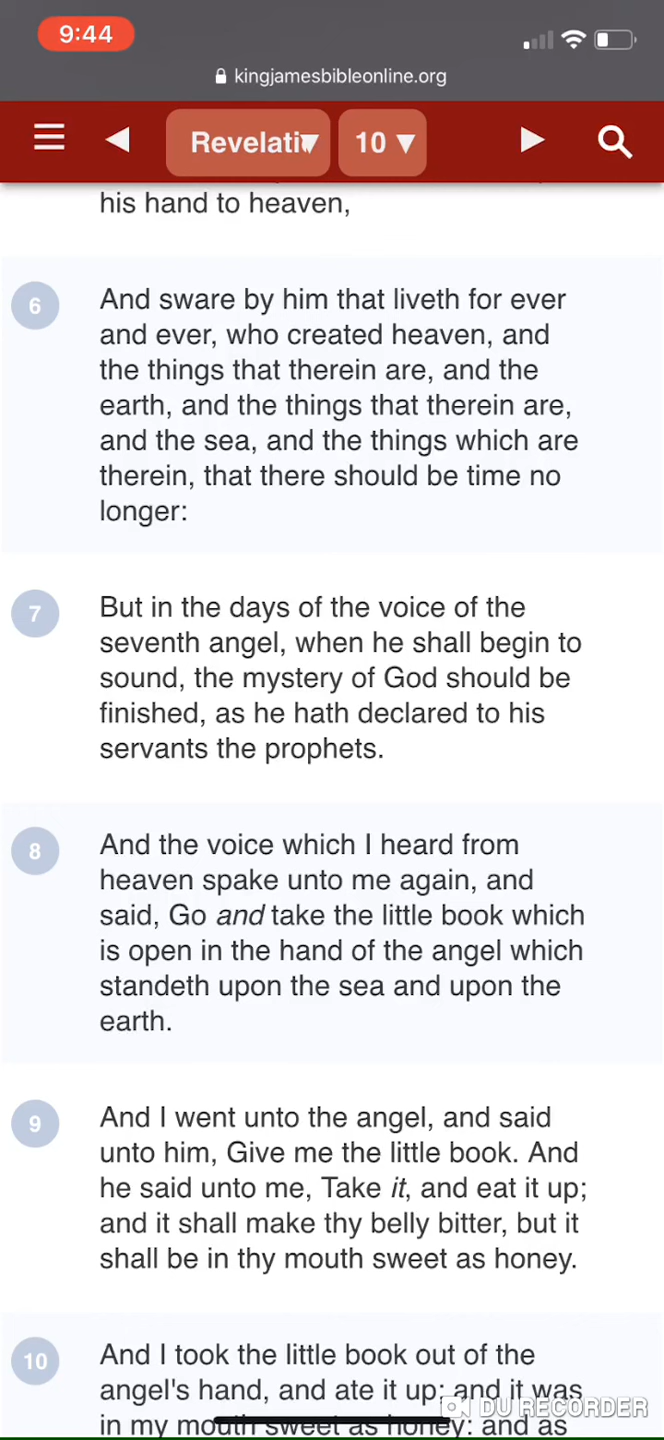 9:44
kingjamesbibleonline.org
Revelati
10
his hand to heaven,
6
And sware by him that liveth for ever
and ever, who created heaven, and
the things that therein are, and the
earth, and the things that therein are,
and the sea, and the things which are
therein, that there should be time no
longer:
7
But in the days of the voice of the
seventh angel, when he shall begin to
sound, the mystery of God should be
finished, as he hath declared to his
servants the prophets.
8
And the voice which I heard from
heaven spake unto me again, and
said, Go and take the little book which
is open in the hand of the angel which
standeth upon the sea and upon the
earth.
9
And I went unto the angel, and said
unto him, Give me the little book. And
he said unto me, Take it, and eat it up;
and it shall make thy belly bitter, but it
shall be in thy mouth sweet as honey.
10
And I took the little book out of the
angel's hand, and ate it up; and it was
in my mouth sweet as honey: and as
DU RECORDER